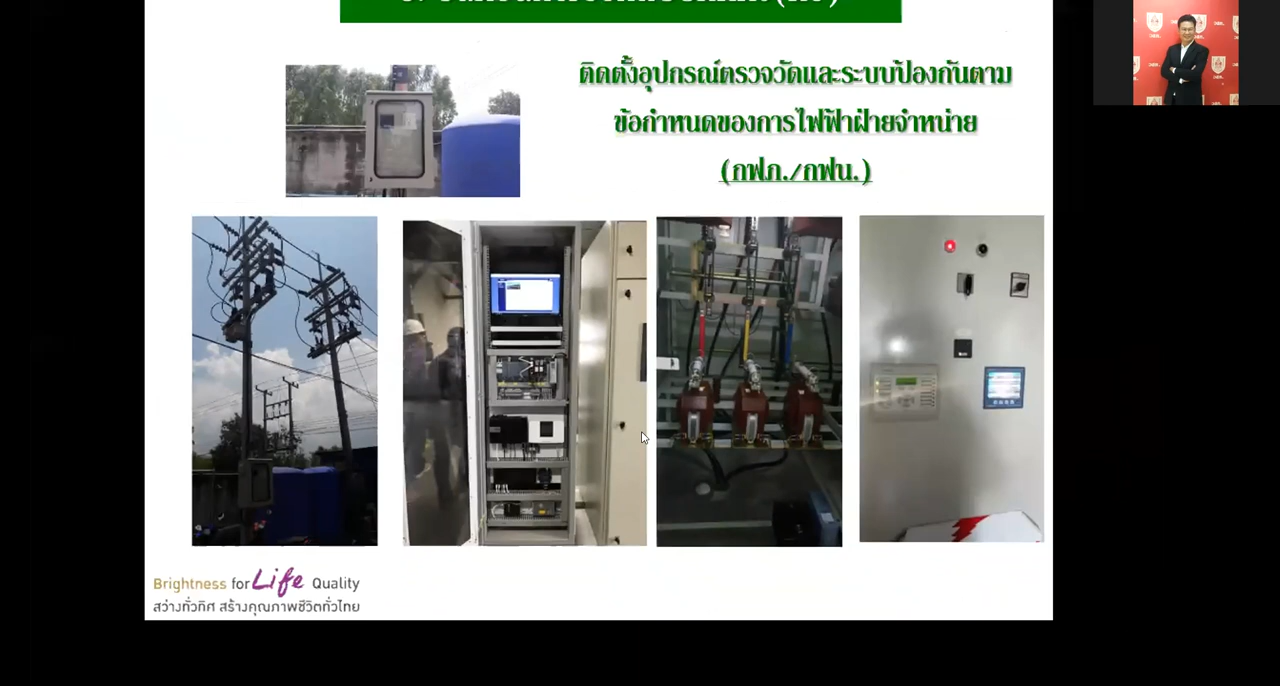 ติดตั้งอุปกรณ์ตรวจวัดและระบบป้องกันตาม
ข้อกำหนดของการไฟฟ้าฝ่ายจำหน่าย
(กฟภ./กฟน.)
Brightness for Life Quality
สว่างทั่วทิศ สร้างคุณภาพชีวิตทั่วไทย